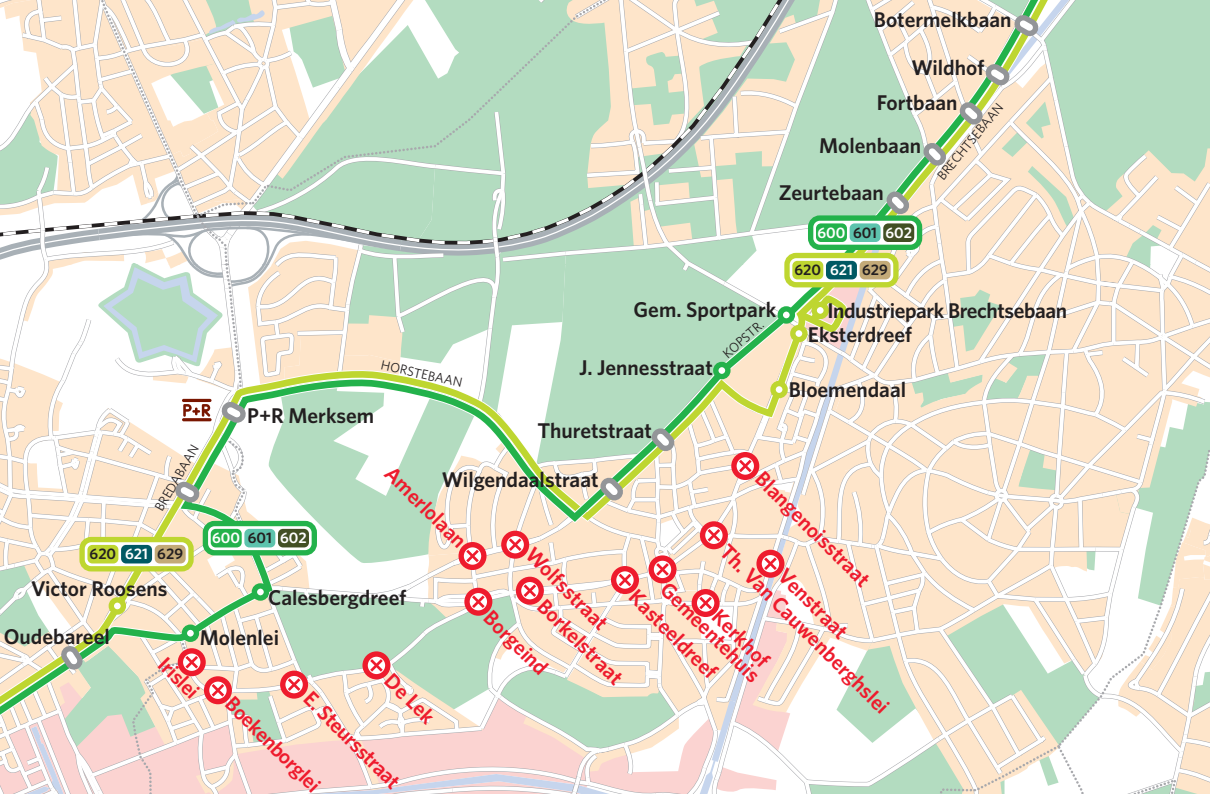 Botermelkbaan
Wildhof
Fortbaan
BRECHTSEBAAN
Molenbaan
Zeurtebaan
600 601 602
620 621 629
Gem. Sportpark
Industriepark Brechtsebaan
KOPSTR.
Eksterdreef
J. Jennesstraat
HORSTEBAAN
Bloemendaal
P+R
P+R Merksem
Thuretstraat
BREDABAAN
Wilgendaalstraat
Amerlolaan
Blangenoisstraat
600 601 602
620 621 629
Wolfsstraat
Th. Van Cauwenberghslei
Venstraat
Victor Roosens
Calesbergdreef
Borgeind
Borkelstraat
Kasteeldreef
Gemeentehuis
Kerkhof
Oudebareel
Molenlei
Irislei
Boekenborglei
E. Steursstraat
De Lek